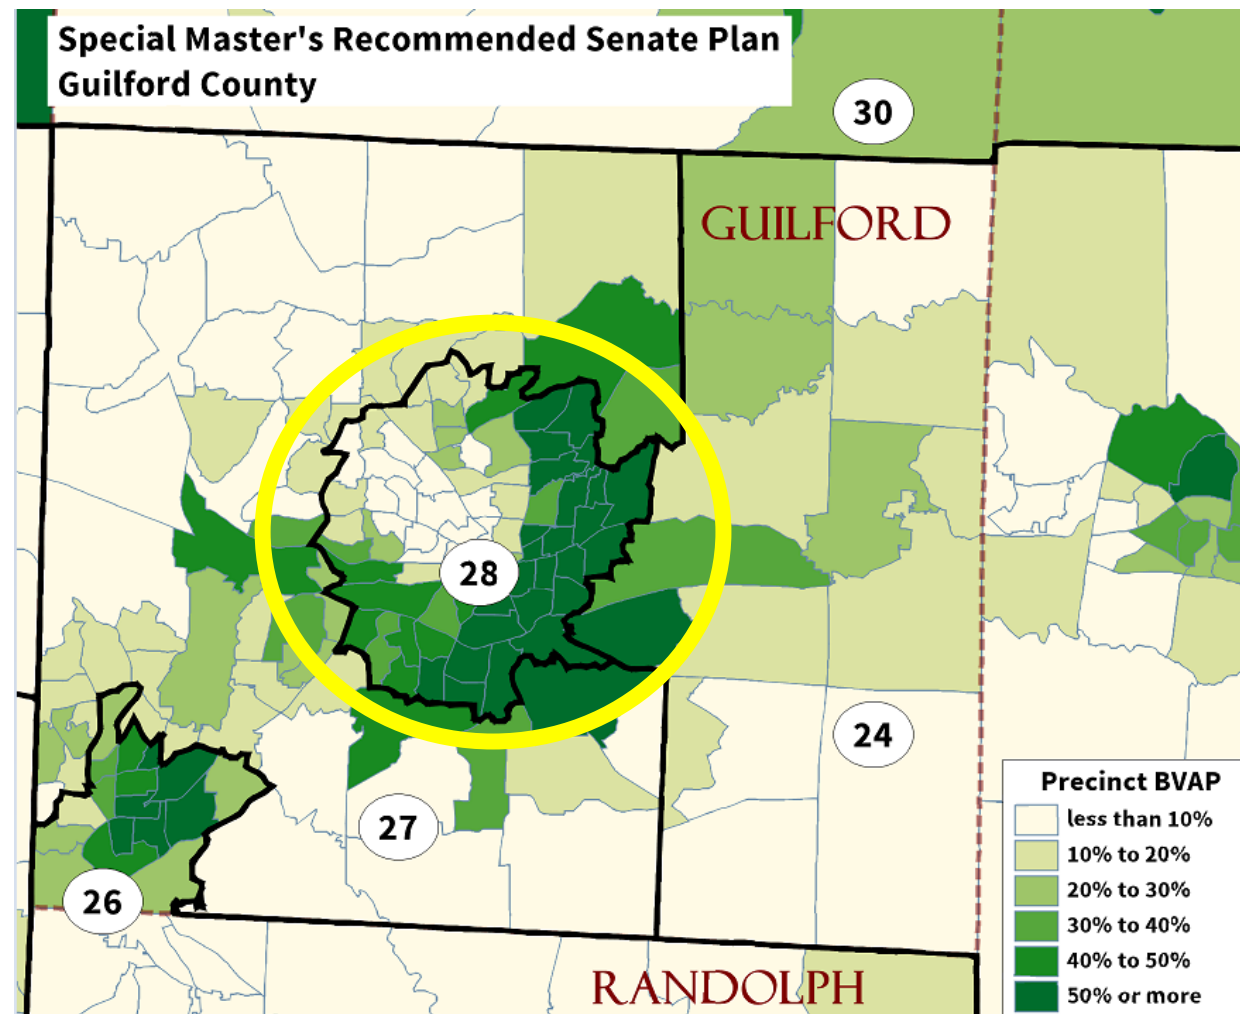 Special Master's Recommended Senate Plan
Guilford County
30
GUILFORD
28
24
27
26
RANDOLPH
Precinct BVAP
less than 10%
10% to 20%
20% to 30%
30% to 40%
40% to 50%
50% or more